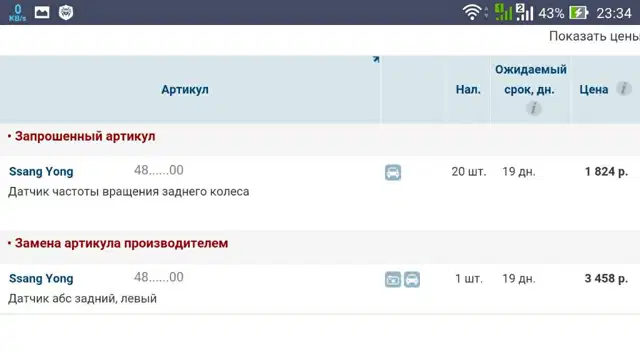 0
KB/s
1
2
43%
23:34
Показать цены
Артикул
Нал.
Ожидаемый
срок, дн.
Цена
i
i
• Запрошенный артикул
Ssang Yong 48......00 20 шт. 19 дн. 1 824 р.
Датчик частоты вращения заднего колеса
• Замена артикула производителем
Ssang Yong 48......00 1 шт. 19 дн. 3 458 р.
Датчик абс задний, левый